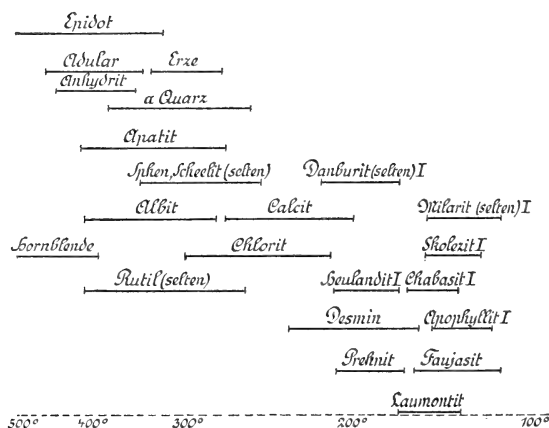 Epidot
Adular Erze
Anhydrit
α Quarz
Apatit
Sphen, Scheelit (selten) Danburit (selten) I
Albit Calcit Milarit (selten) I
Hornblende Chlorit Skolezit I
Rutil (selten) Heulandit I Chabasit I
Desmin Apophyllit I
Prehnit Faujasit
Laumontit
500° 400° 300° 200° 100°